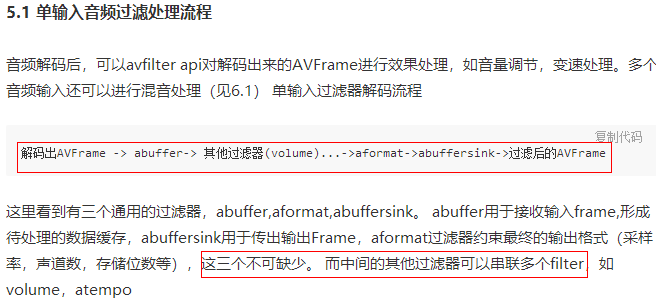 5.1 单输入音频过滤处理流程
音频解码后，可以avfilter api对解码出来的AVFrame进行效果处理，如音量调节，变速处理。多个
音频输入还可以进行混音处理（见6.1） 单输入过滤器解码流程
复制代码
解码出AVFrame -> abuffer-> 其他过滤器(volume)...->aformat->abuffersink->过滤后的AVFrame
这里看到有三个通用的过滤器，abuffer,aformat,abuffersink。 abuffer用于接收输入frame,形成
待处理的数据缓存，abuffersink用于传出输出Frame，aformat过滤器约束最终的输出格式（采样
率，声道数，存储位数等），这三个不可缺少。 而中间的其他过滤器可以串联多个filter，如
volume，atempo